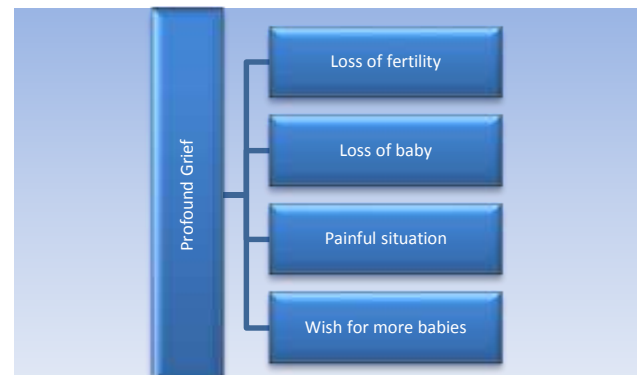 Profound Grief
Loss of fertility
Loss of baby
Painful situation
Wish for more babies